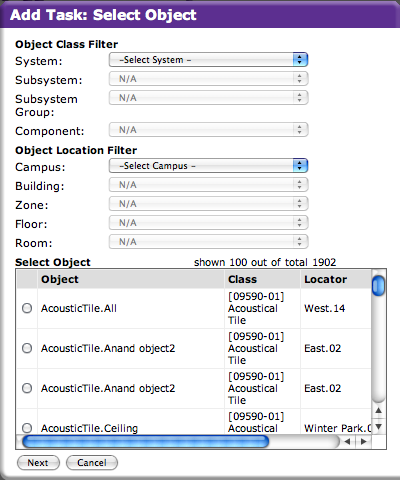 Add Task: Select Object
Object Class Filter
System: -Select System -
Subsystem: N/A
Subsystem N/A
Group:
Component: N/A
Object Location Filter
Campus: -Select Campus -
Building: N/A
Zone: N/A
Floor: N/A
Room: N/A
Select Object shown 100 out of total 1902
Object Class Locator
[09590-01]
AcousticTile.All Acoustical West.14
Tile
[09590-01]
AcousticTile.Anand object2 Acoustical East.02
Tile
[09590-01]
AcousticTile.Anand object2 Acoustical East.02
Tile
[09590-01]
AcousticTile.Ceiling Acoustical Winter Park.
Next Cancel